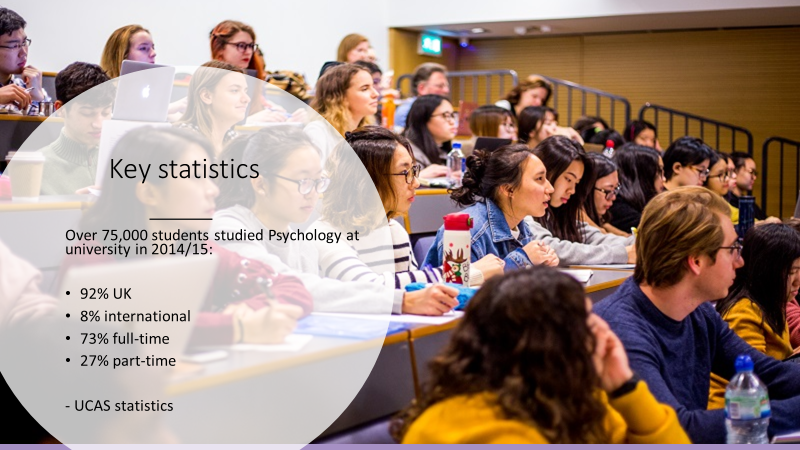 Key statistics
Over 75,000 students studied Psychology at
university in 2014/15:
• 92% UK
• 8% international
• 73% full-time
• 27% part-time
- UCAS statistics